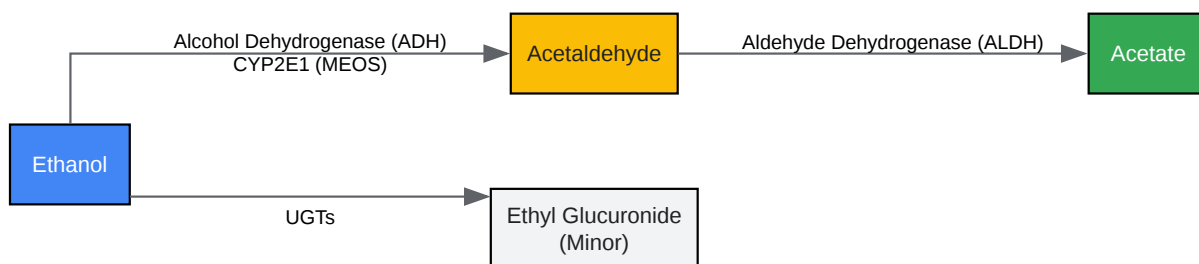 Alcohol Dehydrogenase (ADH)
CYP2E1 (MEOS)
Acetaldehyde
Aldehyde Dehydrogenase (ALDH)
Acetate
Ethanol
UGTs
Ethyl Glucuronide
(Minor)